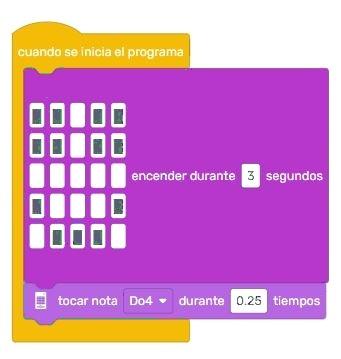 cuando se inicia el programa
encender durante 3 segundos
tocar nota Do4 durante 0.25 tiempos